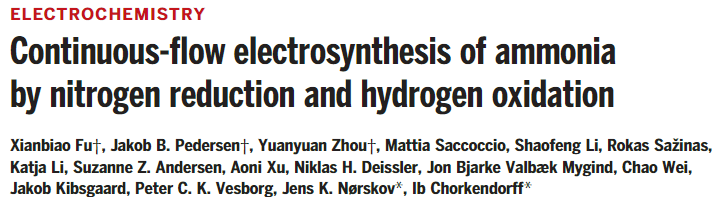 ELECTROCHEMISTRY
Continuous-flow electrosynthesis of ammonia
by nitrogen reduction and hydrogen oxidation
Xianbiao Fu†, Jakob B. Pedersen†, Yuanyuan Zhou†, Mattia Saccoccio, Shaofeng Li, Rokas Sažinas,
Katja Li, Suzanne Z. Andersen, Aoni Xu, Niklas H. Deissler, Jon Bjarke Valbæk Mygind, Chao Wei,
Jakob Kibsgaard, Peter C. K. Vesborg, Jens K. Nørskov*, Ib Chorkendorff*